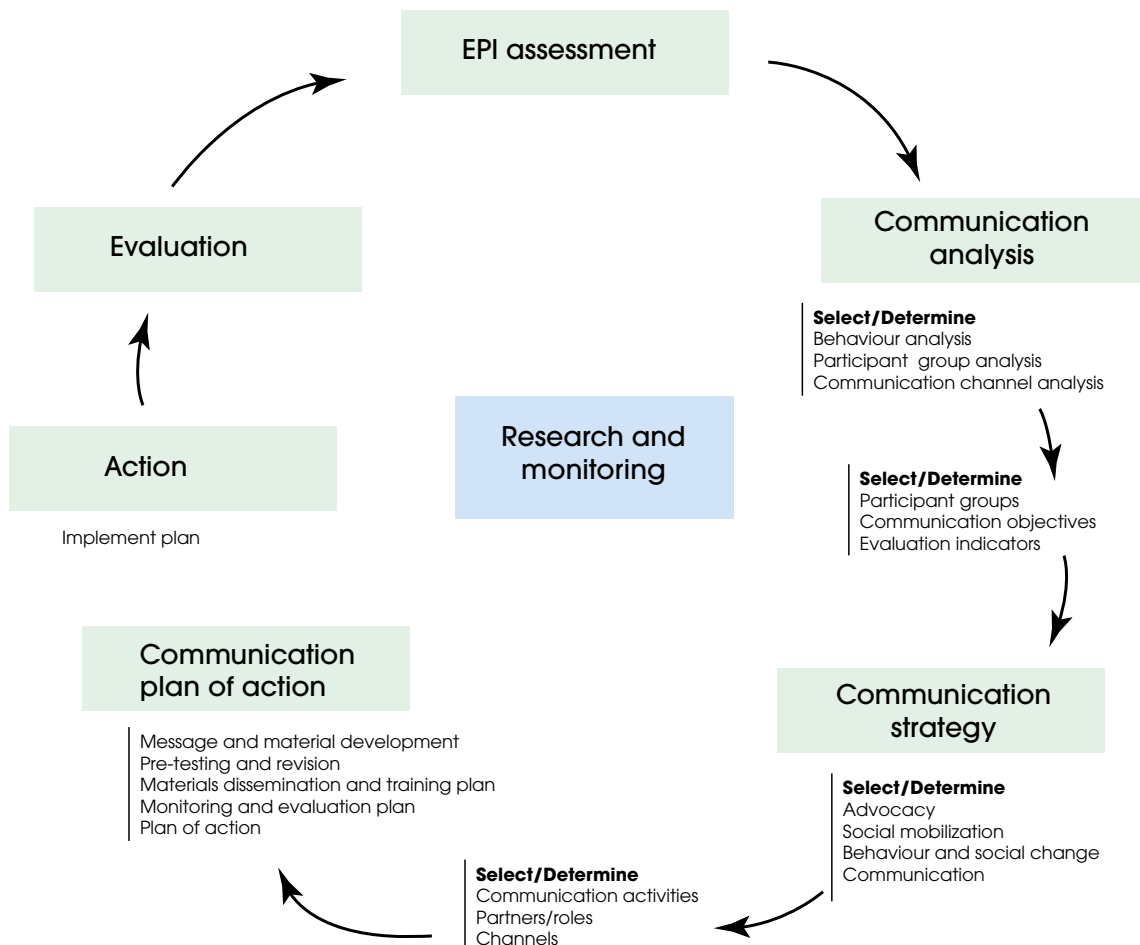 EPI assessment
Communication
analysis
Select/Determine
Behaviour analysis
Participant group analysis
Communication channel analysis
Select/Determine
Participant groups
Communication objectives
Evaluation indicators
Communication
strategy
Select/Determine
Advocacy
Social mobilization
Behaviour and social change
Communication
Select/Determine
Communication activities
Partners/roles
Channels
Communication
plan of action
Message and material development
Pre-testing and revision
Materials dissemination and training plan
Monitoring and evaluation plan
Plan of action
Action
Implement plan
Evaluation
Research and
monitoring